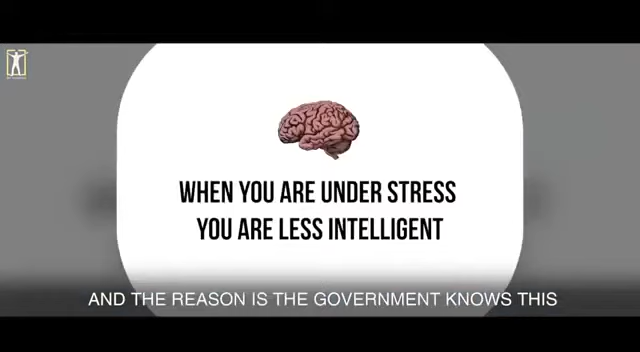 WHEN YOU ARE UNDER STRESS
YOU ARE LESS INTELLIGENT
AND THE REASON IS THE GOVERNMENT KNOWS THIS